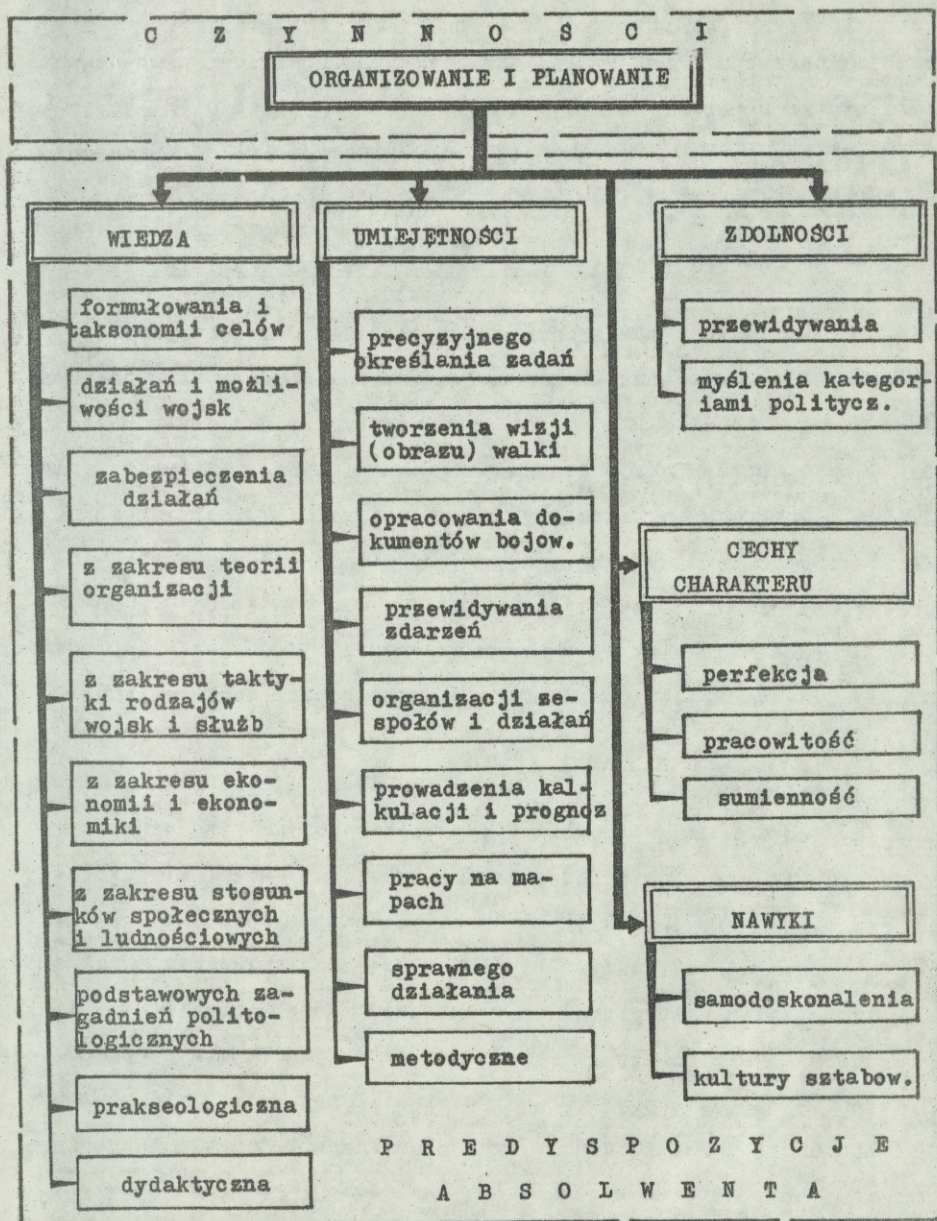 C Z Y N N O S C I
ORGANIZOWANIE I PLANOWANIE
WIEDZA
formułowania i
taksonomii celów
działań i możli-
wości wojsk
zabezpieczenia
działań
z zakresu teorii
organizacji
z zakresu takty-
ki rodzajów
wojsk i służb
z zakresu eko-
nomii i ekono-
miki
z zakresu stosun-
ków społecznych
i ludnościowych
podstawowych za-
gadnień polito-
logicznych
prakseologiczna
dydaktyczna
UMIEJĘTNOŚCI
precyzyjnego
określania zadań
tworzenia wizji
(obrazu) walki
opracowania do-
kumentów bojow.
przewidywania
zdarzeń
organizacji ze-
społów i działań
prowadzenia kal-
kulacji i prognoz
pracy na ma-
pach
sprawnego
działania
metodyczne
ZDOLNOŚCI
przewidywania
myślenia kategor-
iami politycz.
CECHY
CHARAKTERU
perfekcja
pracowitość
sumienność
NAWYKI
samodoskonalenia
kultury sztabow.
P R E D Y S P O Z Y C J E
A B S O L W E N T A